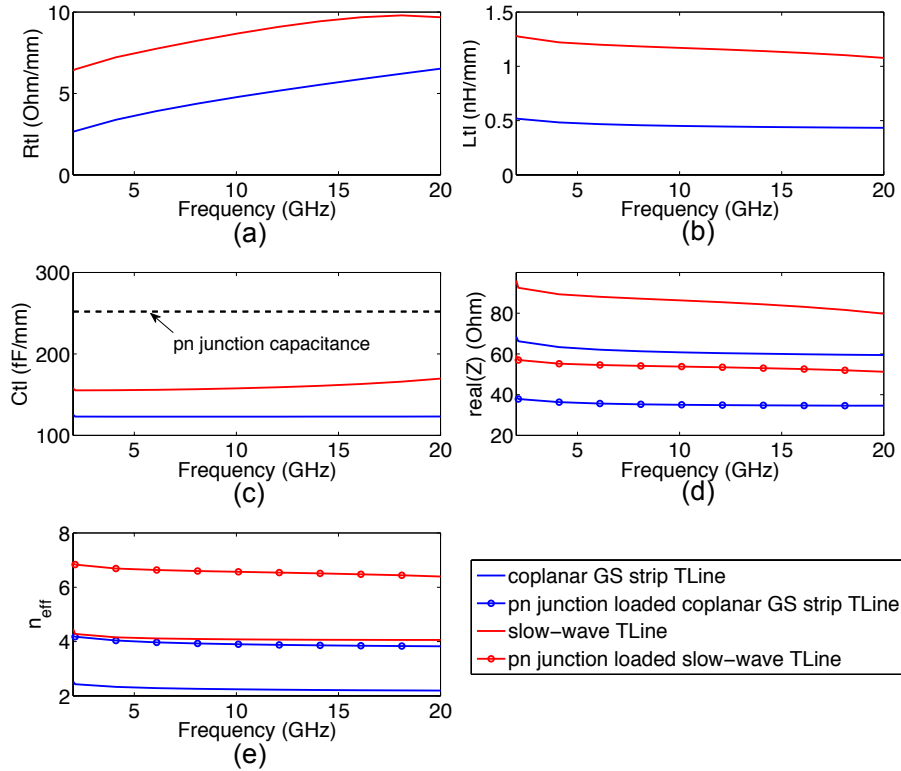 10
5
0
Rtl (Ohm/mm)
5
10
15
20
Frequency (GHz)
(a)
1.5
1
0.5
0
Ltl (nH/mm)
5
10
15
20
Frequency (GHz)
(b)
300
200
100
Ctl (fF/mm)
pn junction capacitance
5
10
15
20
Frequency (GHz)
(c)
80
60
40
20
real(Z) (Ohm)
5
10
15
20
Frequency (GHz)
(d)
8
6
4
2
n_eff
5
10
15
20
Frequency (GHz)
(e)
coplanar GS strip TLine
pn junction loaded coplanar GS strip TLine
slow−wave TLine
pn junction loaded slow−wave TLine